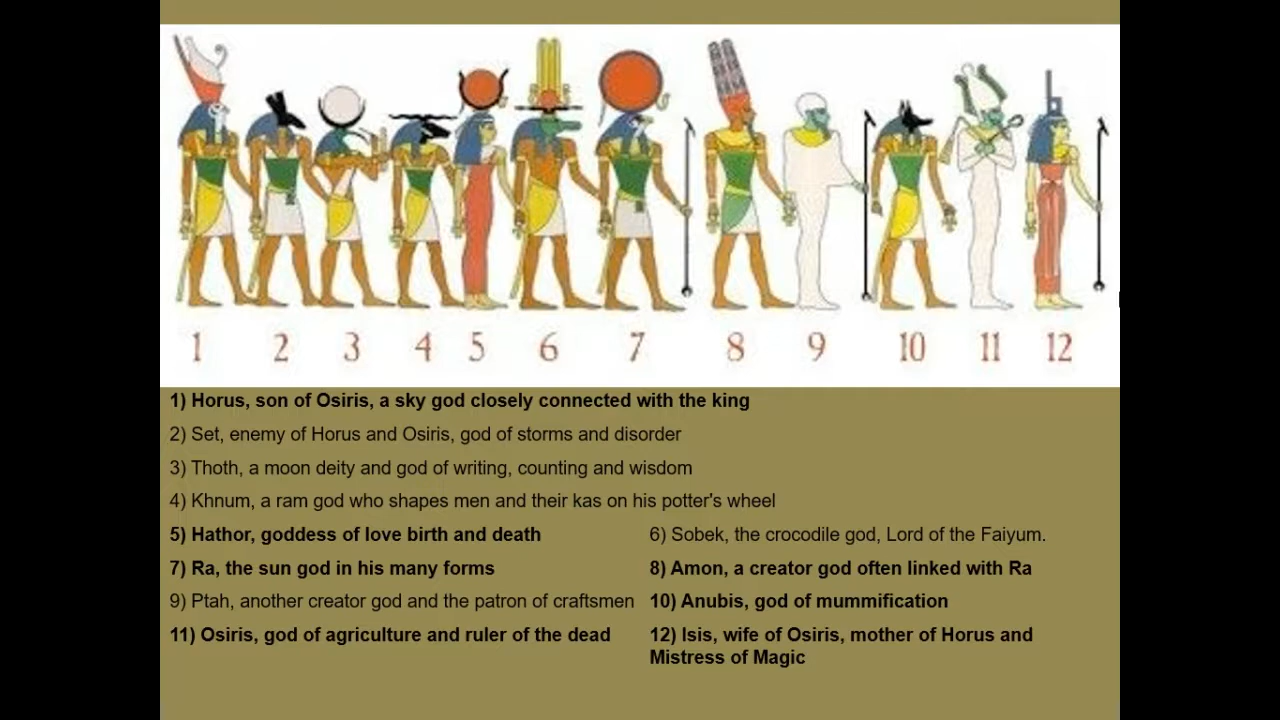 1 2 3 4 5 6 7 8 9 10 11 12
1) Horus, son of Osiris, a sky god closely connected with the king
2) Set, enemy of Horus and Osiris, god of storms and disorder
3) Thoth, a moon deity and god of writing, counting and wisdom
4) Khnum, a ram god who shapes men and their kas on his potter's wheel
5) Hathor, goddess of love birth and death
6) Sobek, the crocodile god, Lord of the Faiyum.
7) Ra, the sun god in his many forms
8) Amon, a creator god often linked with Ra
9) Ptah, another creator god and the patron of craftsmen
10) Anubis, god of mummification
11) Osiris, god of agriculture and ruler of the dead
12) Isis, wife of Osiris, mother of Horus and
Mistress of Magic